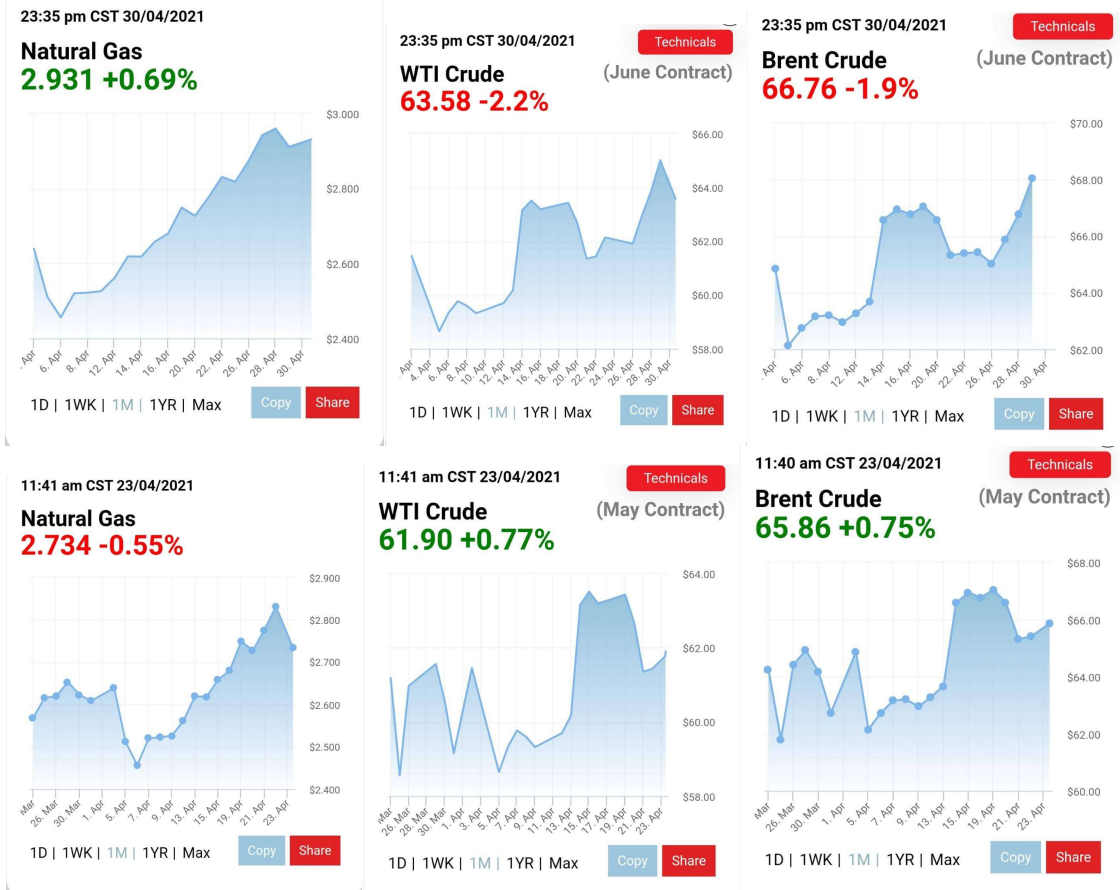 23:35 pm CST 30/04/2021
Natural Gas
2.931 +0.69%
$3.000
$2.800
$2.600
$2.400
. Apr
6. Apr
8. Apr
10. Apr
12. Apr
14. Apr
16. Apr
20. Apr
22. Apr
24. Apr
26. Apr
28. Apr
30. Apr
1D | 1WK | 1M | 1YR | Max
Copy
Share
23:35 pm CST 30/04/2021
Technicals
WTI Crude
(June Contract)
63.58 -2.2%
$66.00
$64.00
$62.00
$60.00
$58.00
. Apr
4. Apr
6. Apr
8. Apr
10. Apr
12. Apr
14. Apr
16. Apr
18. Apr
20. Apr
22. Apr
24. Apr
26. Apr
28. Apr
30. Apr
1D | 1WK | 1M | 1YR | Max
Copy
Share
23:35 pm CST 30/04/2021
Technicals
Brent Crude
(June Contract)
66.76 -1.9%
$70.00
$68.00
$66.00
$64.00
$62.00
. Apr
6. Apr
8. Apr
12. Apr
14. Apr
16. Apr
20. Apr
22. Apr
26. Apr
28. Apr
30. Apr
1D | 1WK | 1M | 1YR | Max
Copy
Share
11:41 am CST 23/04/2021
Natural Gas
2.734 -0.55%
$2.900
$2.800
$2.700
$2.600
$2.500
$2.400
Mar
26. Mar
30. Mar
1. Apr
5. Apr
7. Apr
9. Apr
13. Apr
15. Apr
19. Apr
21. Apr
23. Apr
1D | 1WK | 1M | 1YR | Max
Copy
Share
11:41 am CST 23/04/2021
Technicals
WTI Crude
(May Contract)
61.90 +0.77%
$64.00
$62.00
$60.00
$58.00
Mar
26. Mar
28. Mar
30. Mar
1. Apr
3. Apr
5. Apr
7. Apr
9. Apr
11. Apr
13. Apr
15. Apr
17. Apr
19. Apr
21. Apr
23. Apr
1D | 1WK | 1M | 1YR | Max
Copy
Share
11:40 am CST 23/04/2021
Technicals
Brent Crude
(May Contract)
65.86 +0.75%
$68.00
$66.00
$64.00
$62.00
$60.00
Mar
26. Mar
30. Mar
1. Apr
5. Apr
7. Apr
9. Apr
13. Apr
15. Apr
19. Apr
21. Apr
23. Apr
1D | 1WK | 1M | 1YR | Max
Copy
Share